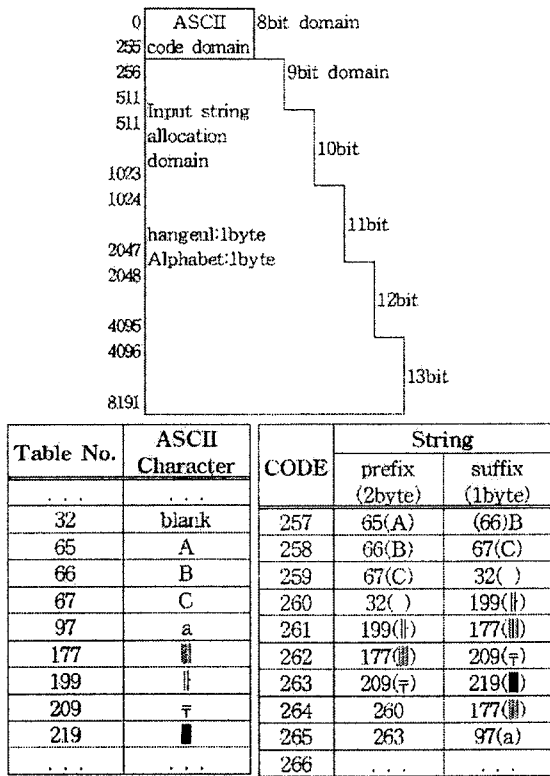 0 ASCII 8bit domain
255 code domain
256 9bit domain
511
511 Input string
allocation
domain
10bit
1023
1024
11bit
hangeul:1byte
2047 Alphabet:1byte
2048
12bit
4095
4096
13bit
8191
Table No. ASCII Character
. . . . . .
32 blank
65 A
66 B
67 C
97 a
177 ▓
199 ╟
209 ╤
219 █
. . . . . .
CODE String
prefix (2byte) suffix (1byte)
257 65(A) (66)B
258 66(B) 67(C)
259 67(C) 32( )
260 32( ) 199(╟)
261 199(╟) 177(▓)
262 177(▓) 209(╤)
263 209(╤) 219(█)
264 260 177(▓)
265 263 97(a)
266 . . . . . .